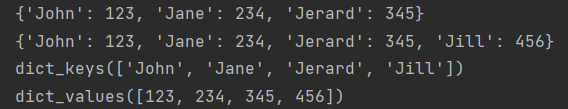 {'John': 123, 'Jane': 234, 'Jerard': 345}
{'John': 123, 'Jane': 234, 'Jerard': 345, 'Jill': 456}
dict_keys(['John', 'Jane', 'Jerard', 'Jill'])
dict_values([123, 234, 345, 456])